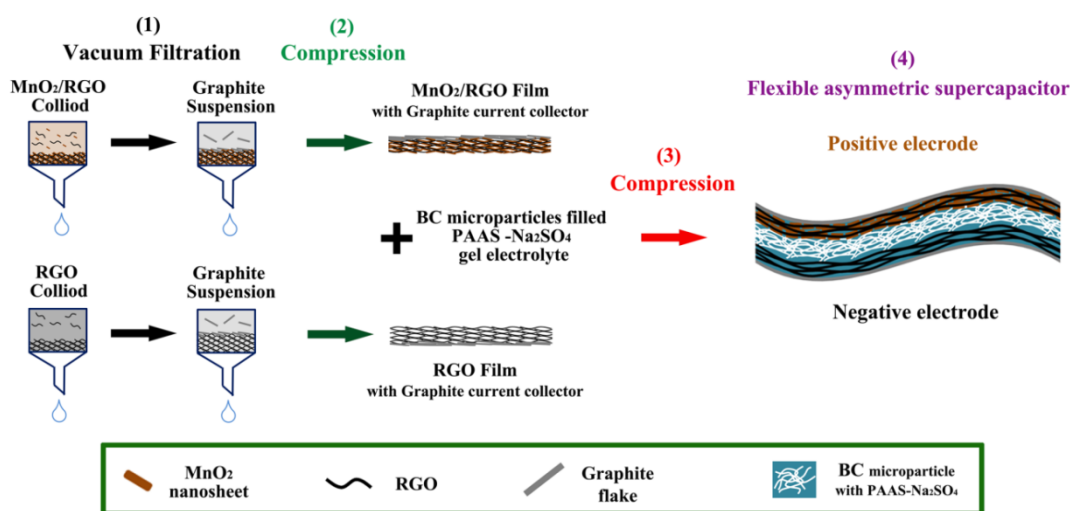 (1)
Vacuum Filtration
(2)
Compression
MnO₂/RGO
Colliod
Graphite
Suspension
MnO₂/RGO Film
with Graphite current collector
(3)
Compression
(4)
Flexible asymmetric supercapacitor
Positive elecrode
+
BC microparticles filled
PAAS -Na₂SO₄
gel electrolyte
RGO
Colliod
Graphite
Suspension
Negative electrode
RGO Film
with Graphite current collector
MnO₂
nanosheet
RGO
Graphite
flake
BC microparticle
with PAAS-Na₂SO₄